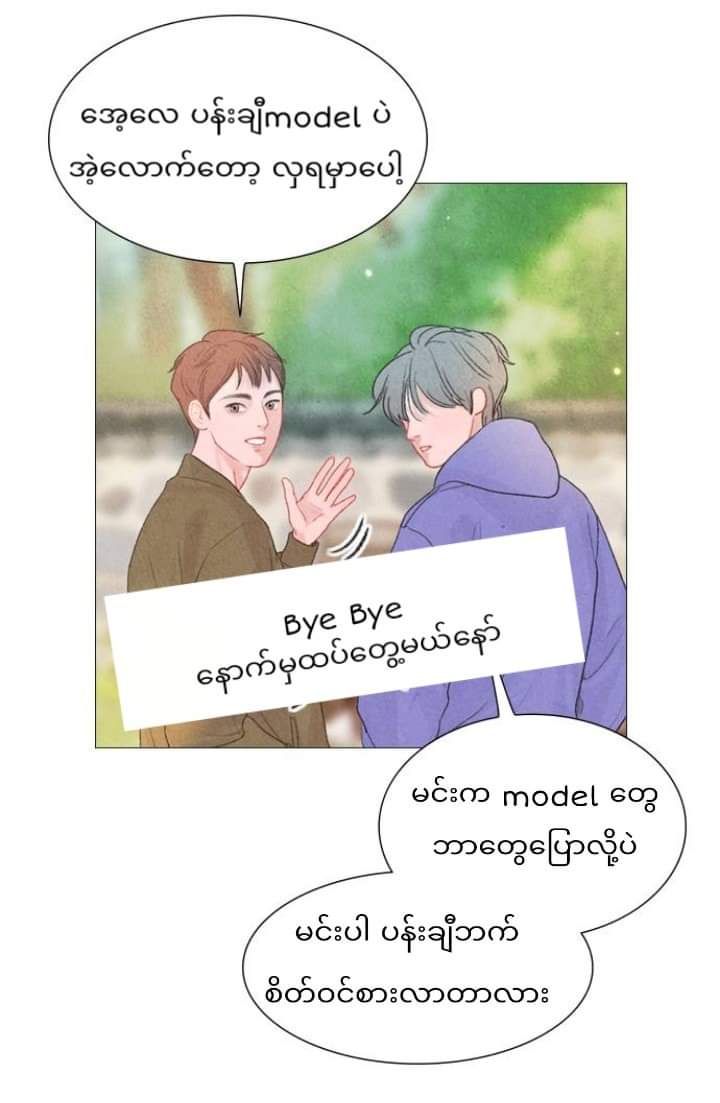 အေ့လေ ပန်းချီmodel ပဲ
အဲ့လောက်တော့ လှရမှာပေါ့
Bye Bye
နောက်မှထပ်တွေ့မယ်နော်
မင်းက model တွေ
ဘာတွေပြောလို့ပဲ
မင်းပါ ပန်းချီဘက်
စိတ်ဝင်စားလာတာလား